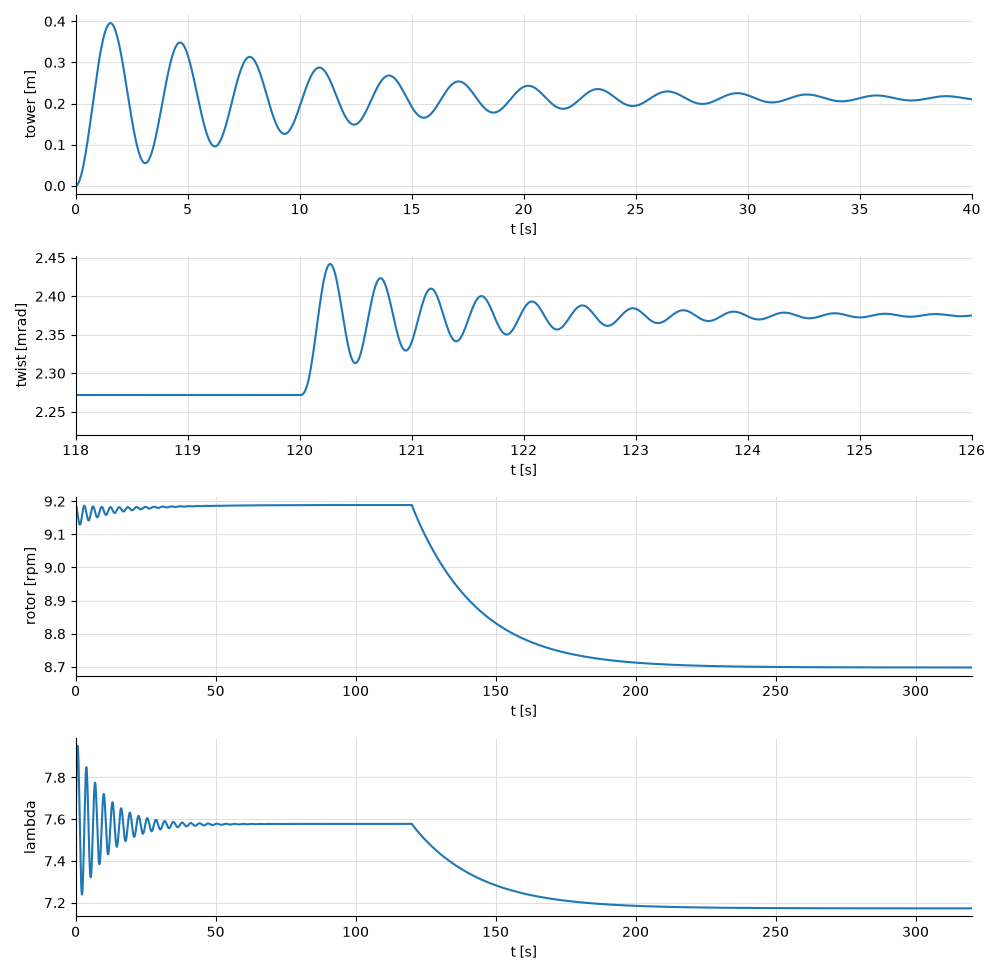 0.4
0.3
0.2
0.1
0.0
tower [m]
0 5 10 15 20 25 30 35 40
t [s]
2.45
2.40
2.35
2.30
2.25
twist [mrad]
118 119 120 121 122 123 124 125 126
t [s]
9.2
9.1
9.0
8.9
8.8
8.7
rotor [rpm]
0 50 100 150 200 250 300
t [s]
7.8
7.6
7.4
7.2
lambda
0 50 100 150 200 250 300
t [s]